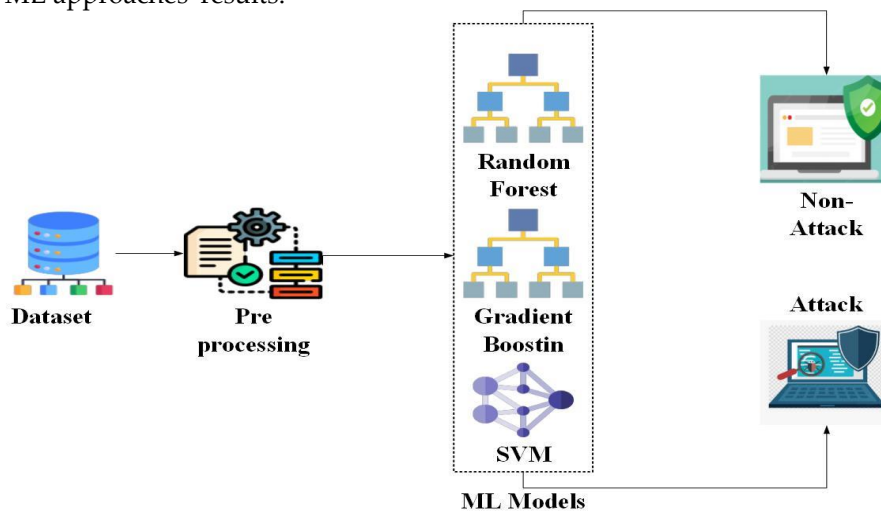 ML approaches' results.
Random
Forest
Non-
Attack
Dataset
Pre
processing
Gradient
Boostin
Attack
SVM
ML Models